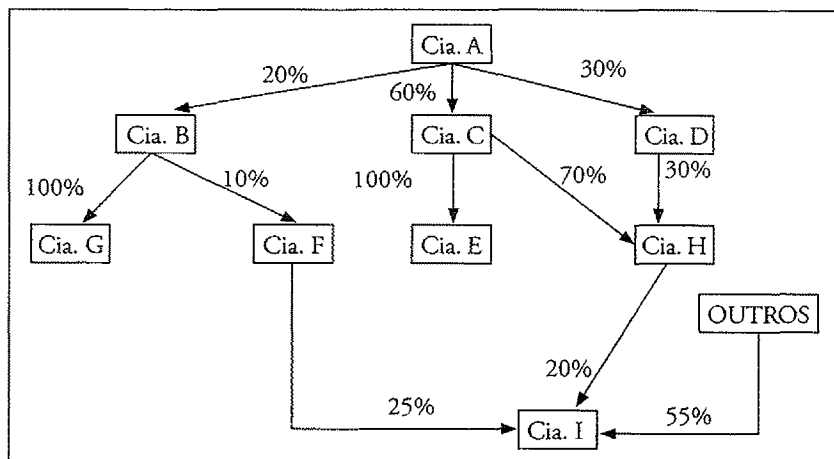 Cia. A
20%
60%
30%
Cia. B
Cia. C
Cia. D
100%
10%
100%
70%
30%
Cia. G
Cia. F
Cia. E
Cia. H
OUTROS
20%
25%
55%
Cia. I